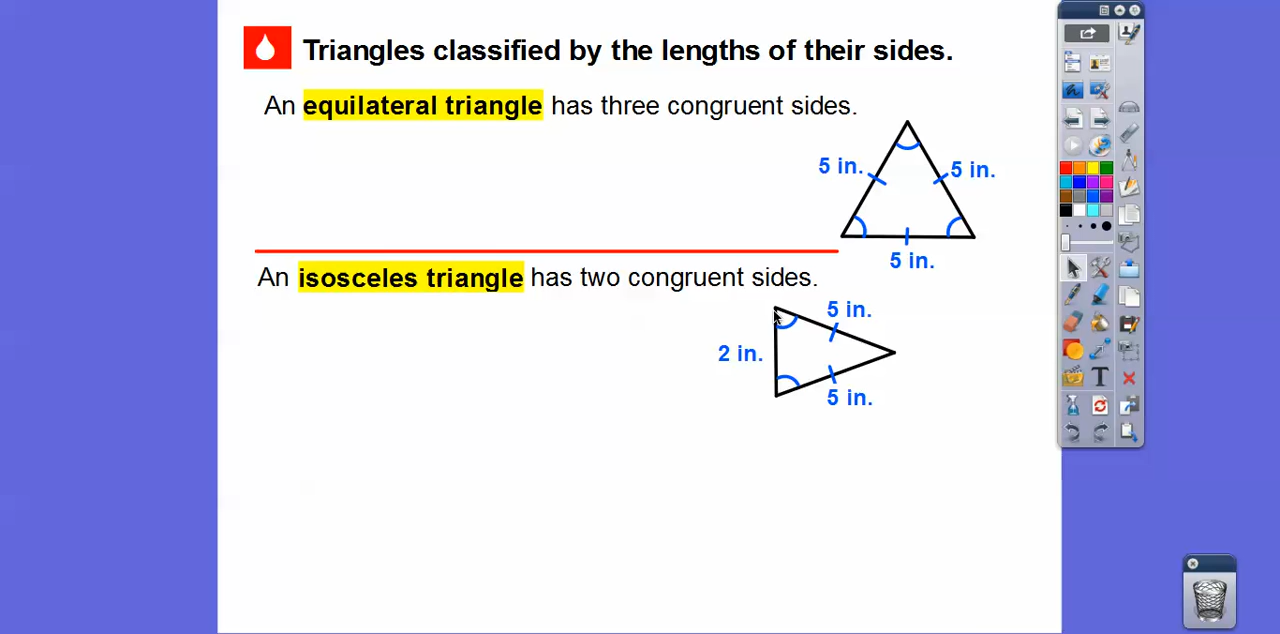 Triangles classified by the lengths of their sides.
An equilateral triangle has three congruent sides.
5 in.
5 in.
5 in.
An isosceles triangle has two congruent sides.
5 in.
2 in.
5 in.
T